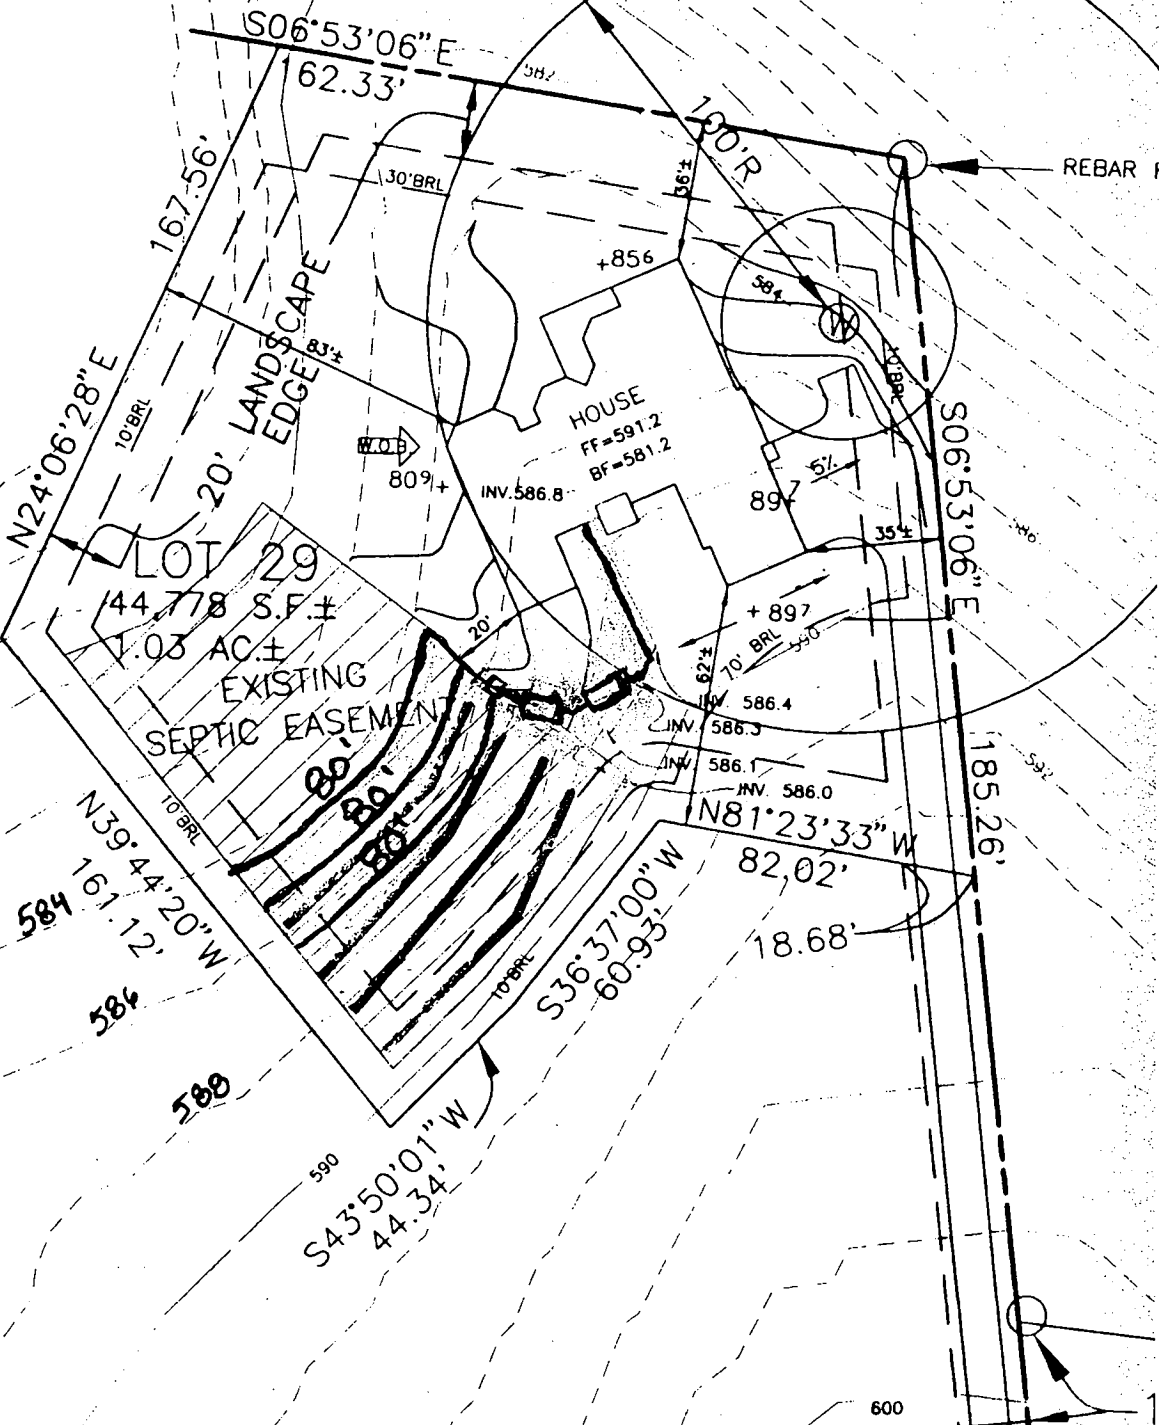 S06°53'06"E
62.33'
582
100'R
REBAR
167.56'
30'BRL
36'±
+856
584
W
LANDSCAPE
EDGE
83'±
10'BRL
N24°06'28"E
10'BRL
HOUSE
FF=591.2
BF=581.2
W.O.B.
809+
INV.586.8
20'
5%
897+
35'±
S06°53'06"E
LOT 29
44,778 S.F.±
1.03 AC.±
EXISTING
SEPTIC EASEMENT
20'
+897
70' BRL
590
62'±
INV. 586.4
INV. 586.3
INV. 586.1
INV. 586.0
592
185.26'
80'
80'
80'
10'BRL
N81°23'33"W
82.02'
18.68'
N39°44'20"W
161.12'
584
586
588
590
10'BRL
S36°37'00"W
60.93'
S43°50'01"W
44.34'
600